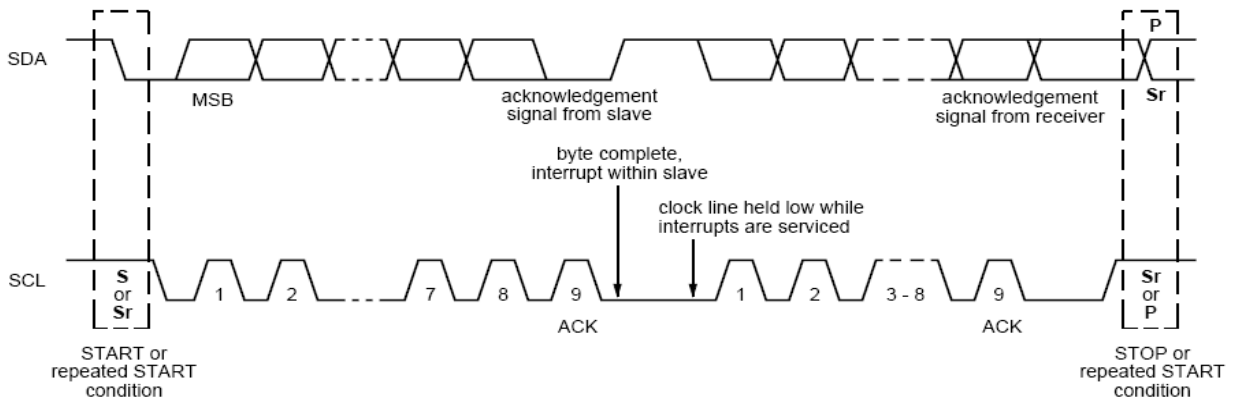 P
SDA
MSB
acknowledgement
signal from slave
acknowledgement
signal from receiver
Sr
byte complete,
interrupt within slave
clock line held low while
interrupts are serviced
SCL
S
or
Sr
1
2
7
8
9
1
2
3 - 8
9
Sr
or
P
ACK
ACK
START or
repeated START
condition
STOP or
repeated START
condition